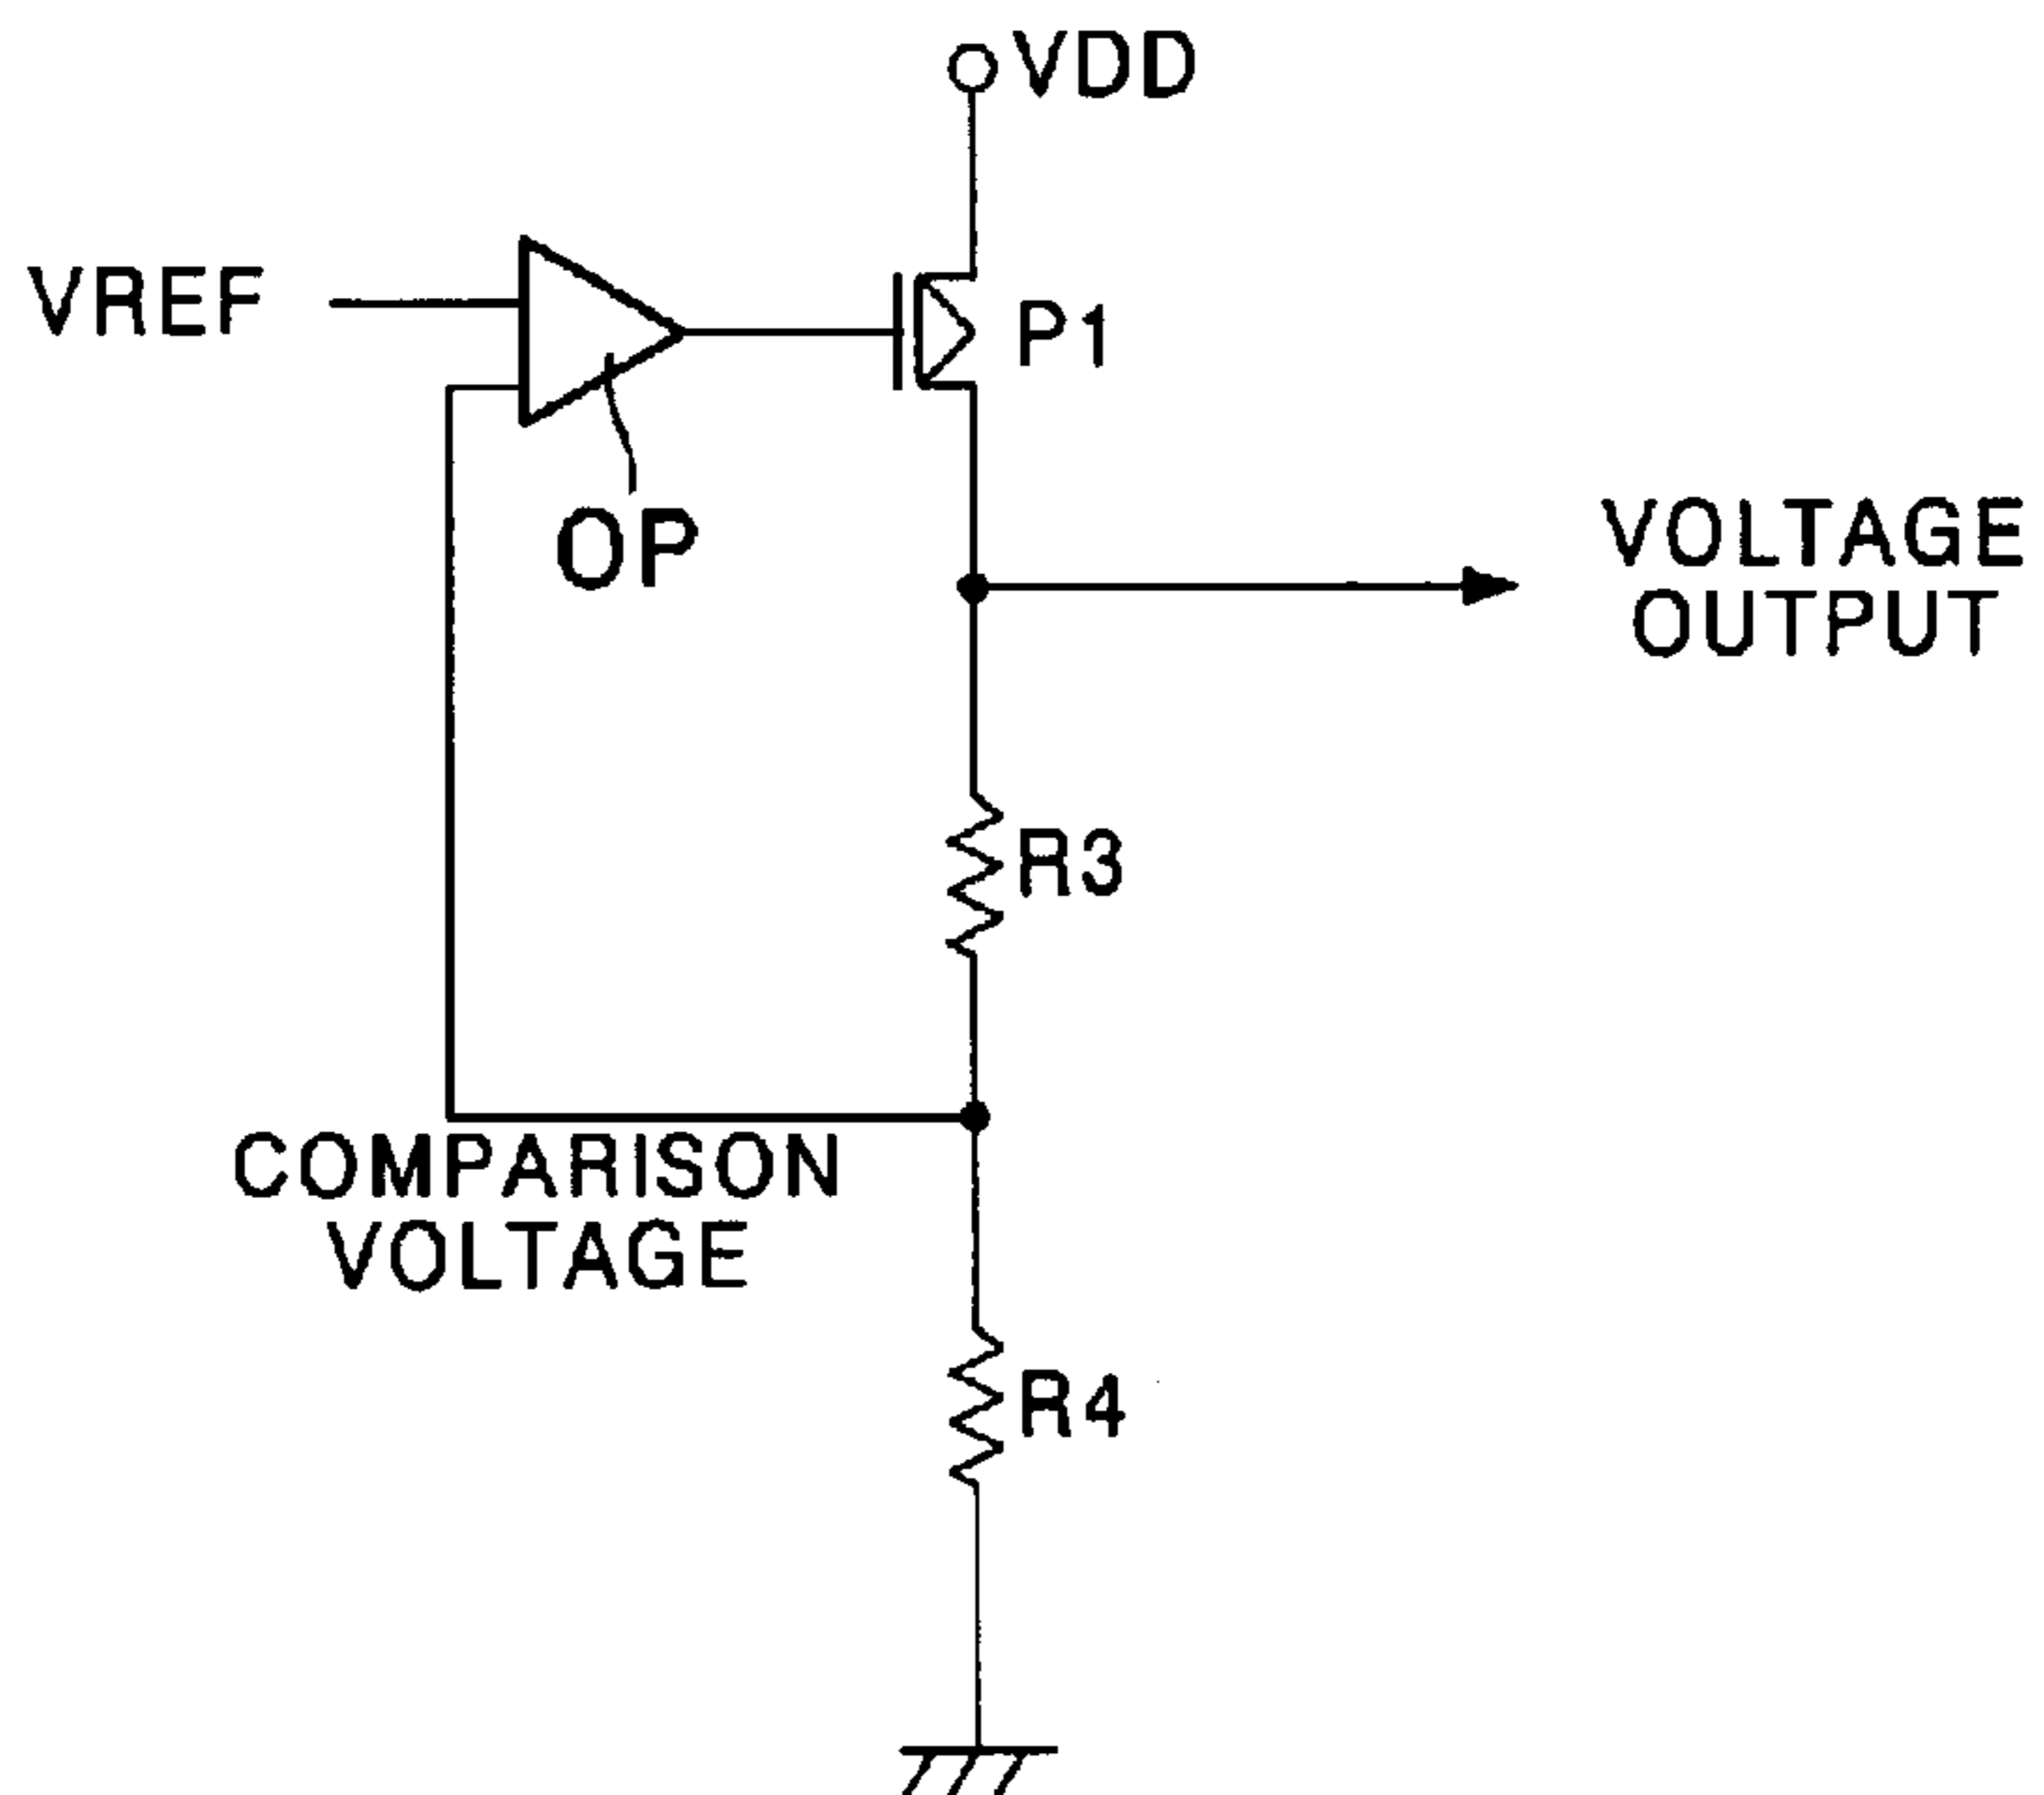 VDD
VREF
P1
OP
VOLTAGE
OUTPUT
R3
COMPARISON
VOLTAGE
R4